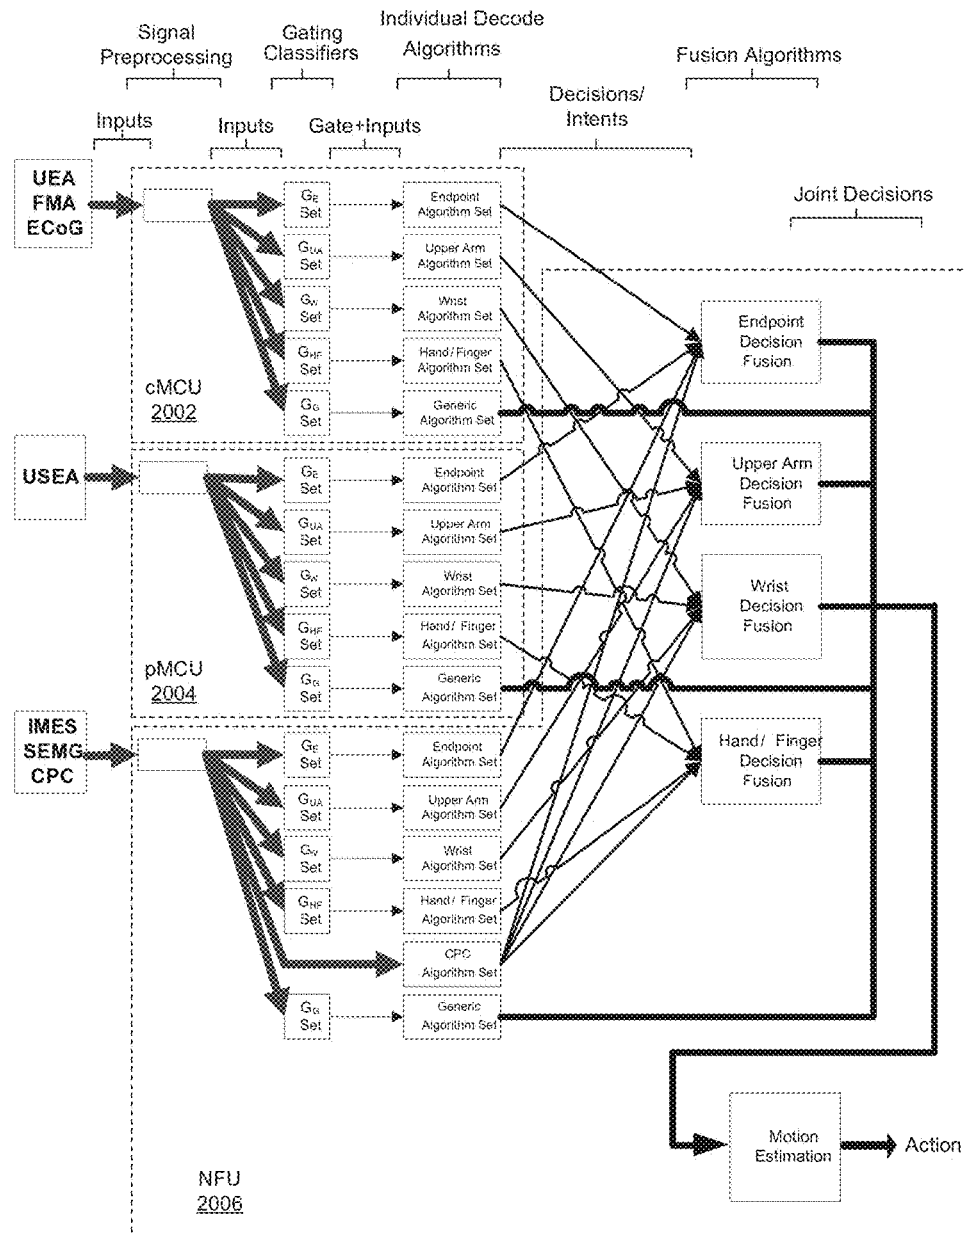 Signal
Preprocessing
Gating
Classifiers
Individual Decode
Algorithms
Fusion Algorithms
Decisions/
Intents
Inputs
Inputs
Gate+Inputs
Joint Decisions
UEA
FMA
ECoG
GE
Set
Endpoint
Algorithm Set
GUA
Set
Upper Arm
Algorithm Set
GW
Set
Wrist
Algorithm Set
GHF
Set
Hand/Finger
Algorithm Set
GG
Set
Generic
Algorithm Set
cMCU
2002
USEA
GE
Set
Endpoint
Algorithm Set
GUA
Set
Upper Arm
Algorithm Set
GW
Set
Wrist
Algorithm Set
GHF
Set
Hand/ Finger
Algorithm Set
GG
Set
Generic
Algorithm Set
pMCU
2004
IMES
SEMG
CPC
GE
Set
Endpoint
Algorithm Set
GUA
Set
Upper Arm
Algorithm Set
GW
Set
Wrist
Algorithm Set
GHF
Set
Hand/ Finger
Algorithm Set
CPC
Algorithm Set
GG
Set
Generic
Algorithm Set
NFU
2006
Endpoint
Decision
Fusion
Upper Arm
Decision
Fusion
Wrist
Decision
Fusion
Hand/ Finger
Decision
Fusion
Motion
Estimation
Action